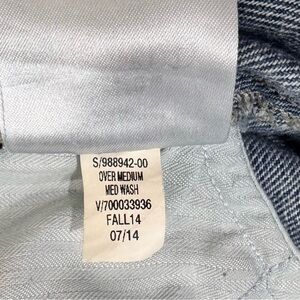 S/988942-00
OVER MEDIUM
MED WASH
V/700033936
FALL14
07/14